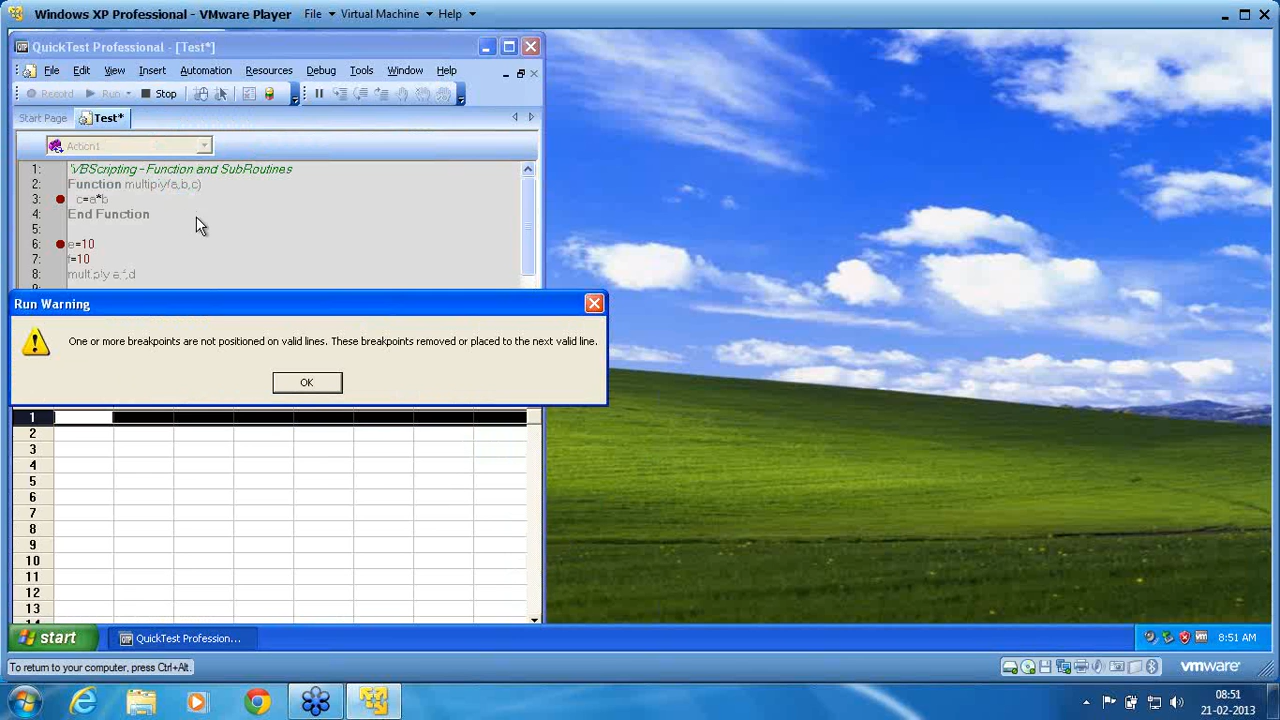 Windows XP Professional - VMware Player File Virtual Machine Help
QuickTest Professional - [Test*]
File Edit View Insert Automation Resources Debug Tools Window Help
Record Run Stop
Start Page Test*
Action1
1: 'VBScripting - Function and SubRoutines
2: Function multiply(a,b,c)
3: c=a*b
4: End Function
5:
6: e=10
7: f=10
8: multiply e,f,d
Run Warning
One or more breakpoints are not positioned on valid lines. These breakpoints removed or placed to the next valid line.
OK
1
2
3
4
5
6
7
8
9
10
11
12
13
start QTP QuickTest Profession... 8:51 AM
To return to your computer, press Ctrl+Alt. vmware
08:51
21-02-2013